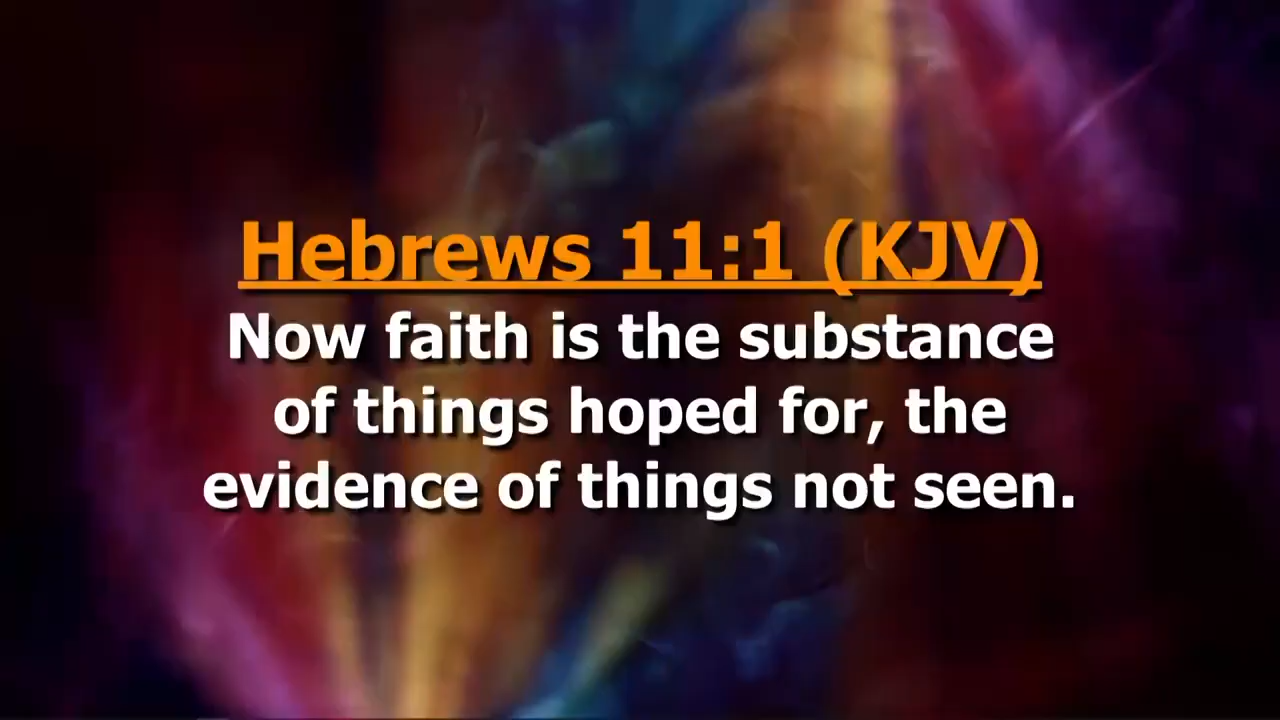 Hebrews 11:1 (KJV)
Now faith is the substance
of things hoped for, the
evidence of things not seen.